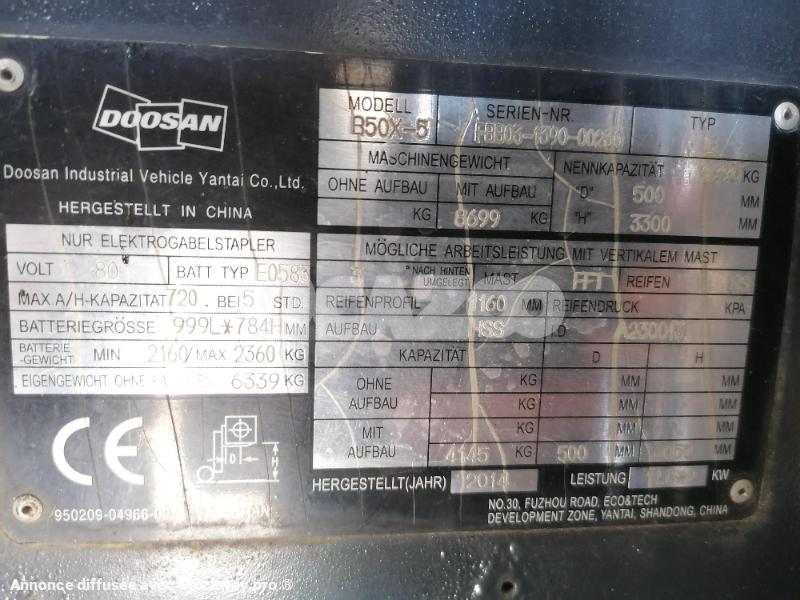 DOOSAN
Doosan Industrial Vehicle Yantai Co., Ltd.
HERGESTELLT IN CHINA
MODELL SERIEN-NR. TYP
B50X-5
MASCHINENGEWICHT NENNKAPAZITÄT KG
OHNE AUFBAU MIT AUFBAU "D" 500 MM
KG 8699 KG "H" 3300 MM
NUR ELEKTROGABELSTAPLER
VOLT 80 BATT TYP E0583
MAX.A/H-KAPAZITAT 720. BEI 5 STD.
BATTERIEGRÖSSE 999L*784H MM
BATTERIE-GEWICHT MIN 2160/MAX 2360 KG
EIGENGEWICHT OHNE 6339 KG
MÖGLICHE ARBEITSLEISTUNG MIT VERTIKALEM MAST
3 ° NACH HINTEN UMGELEGT MAST FFT REIFEN
REIFENPROFIL 1160 MM REIFENDRUCK KPA
AUFBAU HSS I.D
KAPAZITÄT D H
OHNE AUFBAU KG MM MM
KG MM MM
MIT AUFBAU KG MM MM
4145 KG 500 MM MM
HERGESTELLT(JAHR) 2014 LEISTUNG KW
CE
D H
NO.30, FUZHOU ROAD, ECO&TECH
DEVELOPMENT ZONE, YANTAI, SHANDONG, CHINA
Annonce diffusée avec